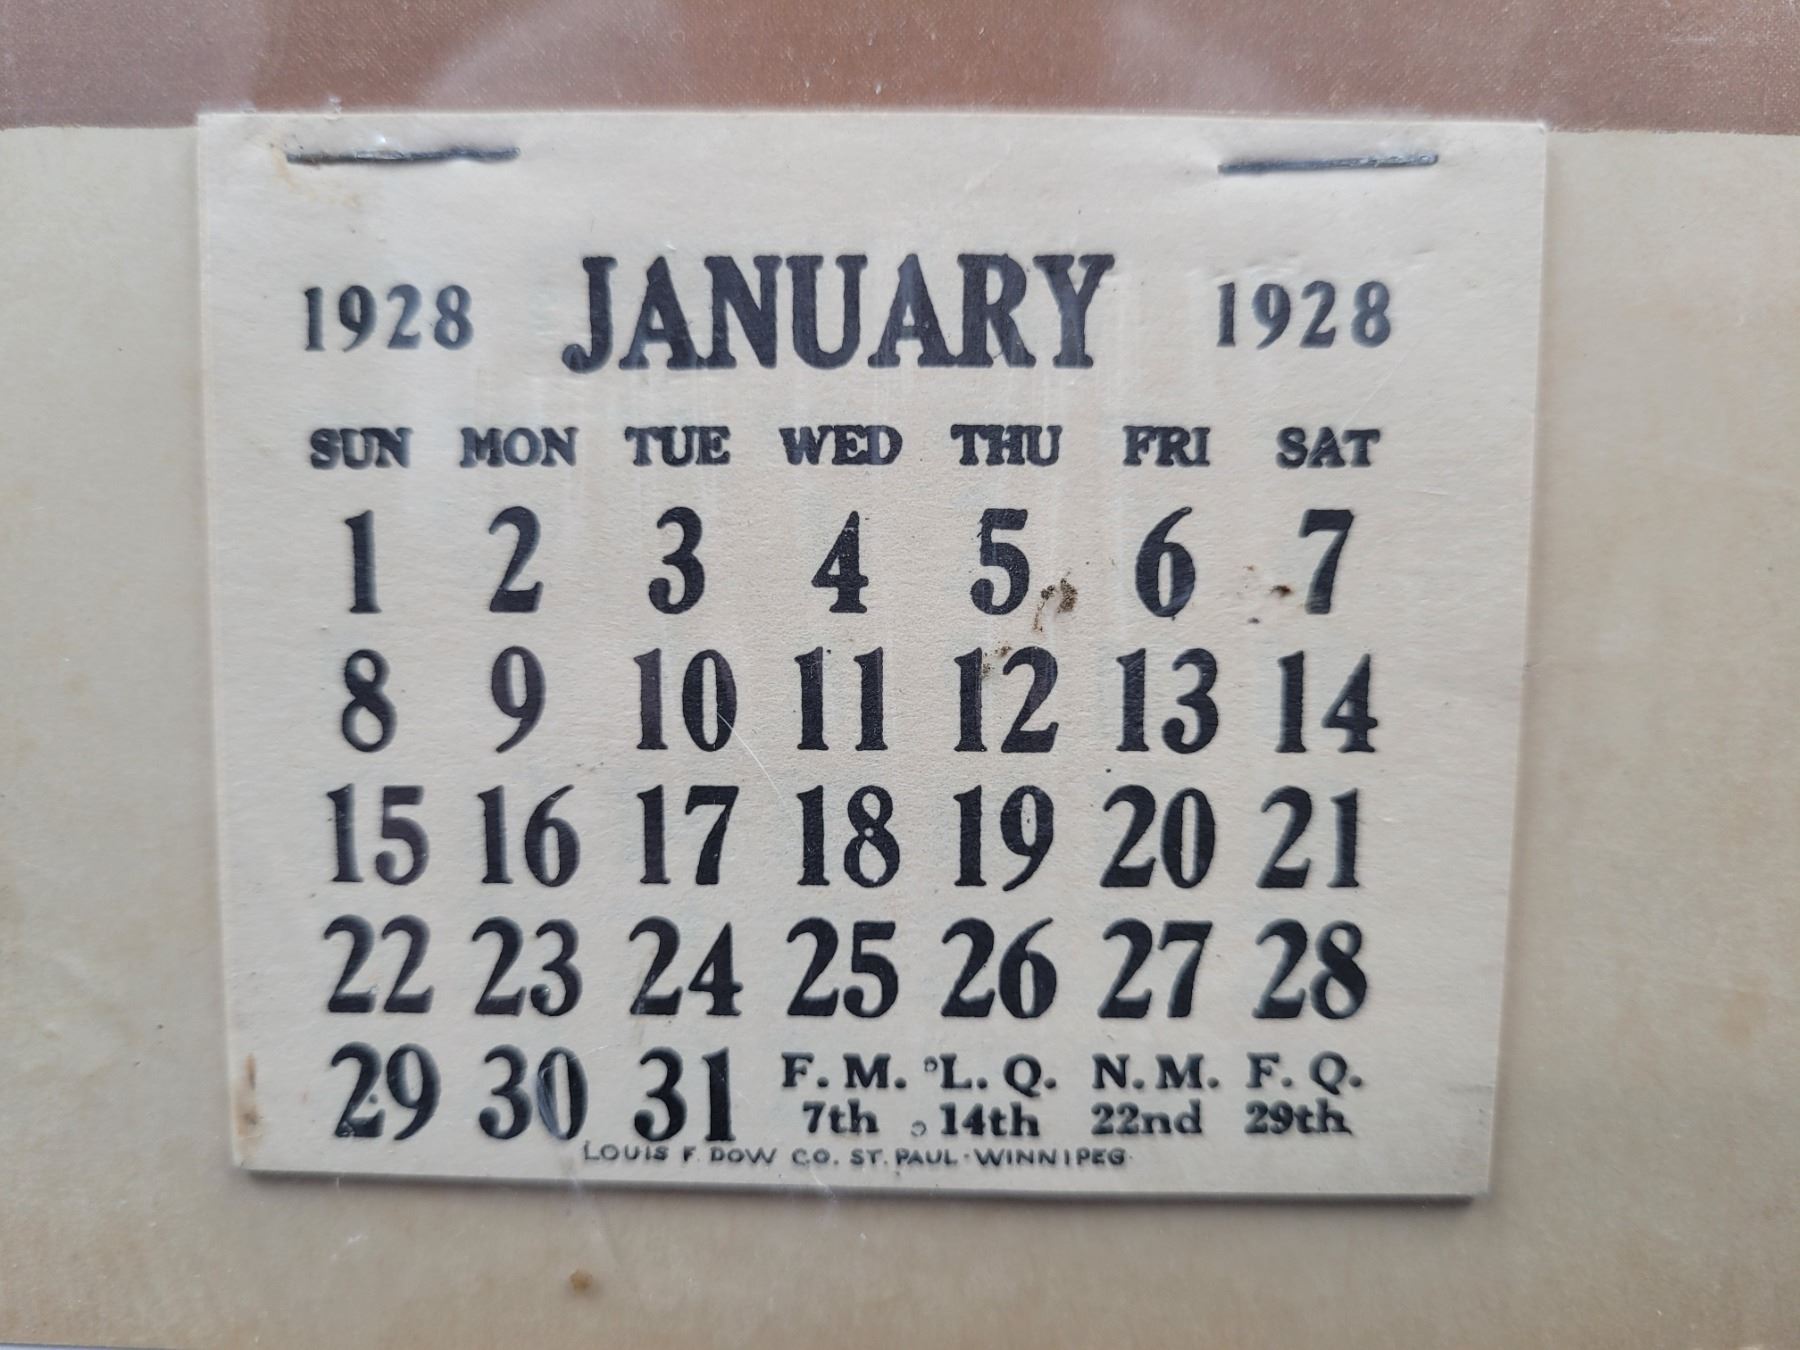 1928 JANUARY 1928
SUN MON TUE WED THU FRI SAT
1 2 3 4 5 6 7
8 9 10 11 12 13 14
15 16 17 18 19 20 21
22 23 24 25 26 27 28
29 30 31 F. M. L. Q. N. M. F. Q.
7th 14th 22nd 29th
LOUIS F. DOW CO. ST. PAUL · WINNIPEG